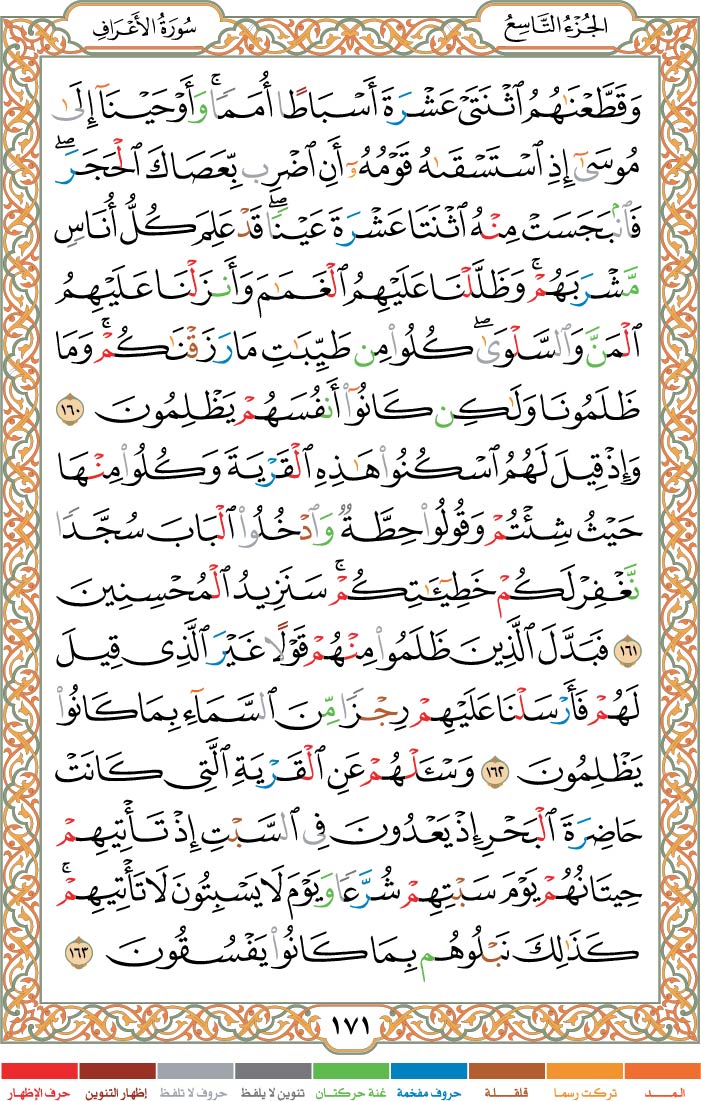 الجُزْءُ التَّاسِعُ
سُورَةُ الأَعْرَافِ
وَقَطَّعْنَٰهُمُ ٱثْنَتَىْ عَشْرَةَ أَسْبَاطًا أُمَمًا ۚ وَأَوْحَيْنَآ إِلَىٰ
مُوسَىٰٓ إِذِ ٱسْتَسْقَىٰهُ قَوْمُهُۥٓ أَنِ ٱضْرِب بِّعَصَاكَ ٱلْحَجَرَ ۖ
فَٱنۢبَجَسَتْ مِنْهُ ٱثْنَتَا عَشْرَةَ عَيْنًا ۖ قَدْ عَلِمَ كُلُّ أُنَاسٍ
مَّشْرَبَهُمْ ۚ وَظَلَّلْنَا عَلَيْهِمُ ٱلْغَمَٰمَ وَأَنزَلْنَا عَلَيْهِمُ
ٱلْمَنَّ وَٱلسَّلْوَىٰ ۖ كُلُوا۟ مِن طَيِّبَٰتِ مَا رَزَقْنَٰكُمْ ۚ وَمَا
ظَلَمُونَا وَلَٰكِن كَانُوٓا۟ أَنفُسَهُمْ يَظْلِمُونَ ١٦٠
وَإِذْ قِيلَ لَهُمُ ٱسْكُنُوا۟ هَٰذِهِ ٱلْقَرْيَةَ وَكُلُوا۟ مِنْهَا
حَيْثُ شِئْتُمْ وَقُولُوا۟ حِطَّةٌ وَٱدْخُلُوا۟ ٱلْبَابَ سُجَّدًا
نَّغْفِرْ لَكُمْ خَطِيٓـَٰٔتِكُمْ ۚ سَنَزِيدُ ٱلْمُحْسِنِينَ
١٦١ فَبَدَّلَ ٱلَّذِينَ ظَلَمُوا۟ مِنْهُمْ قَوْلًا غَيْرَ ٱلَّذِى قِيلَ
لَهُمْ فَأَرْسَلْنَا عَلَيْهِمْ رِجْزًا مِّنَ ٱلسَّمَآءِ بِمَا كَانُوا۟
يَظْلِمُونَ ١٦٢ وَسْـَٔلْهُمْ عَنِ ٱلْقَرْيَةِ ٱلَّتِى كَانَتْ
حَاضِرَةَ ٱلْبَحْرِ إِذْ يَعْدُونَ فِى ٱلسَّبْتِ إِذْ تَأْتِيهِمْ
حِيتَانُهُمْ يَوْمَ سَبْتِهِمْ شُرَّعًا وَيَوْمَ لَا يَسْبِتُونَ لَا تَأْتِيهِمْ ۚ
كَذَٰلِكَ نَبْلُوهُم بِمَا كَانُوا۟ يَفْسُقُونَ ١٦٣
١٧١
المــد تركت رسما قلقــلة حروف مفخمة غنة حركتان تنوين لا يلفظ حروف لا تلفظ إظهار التنوين حرف الإظهار